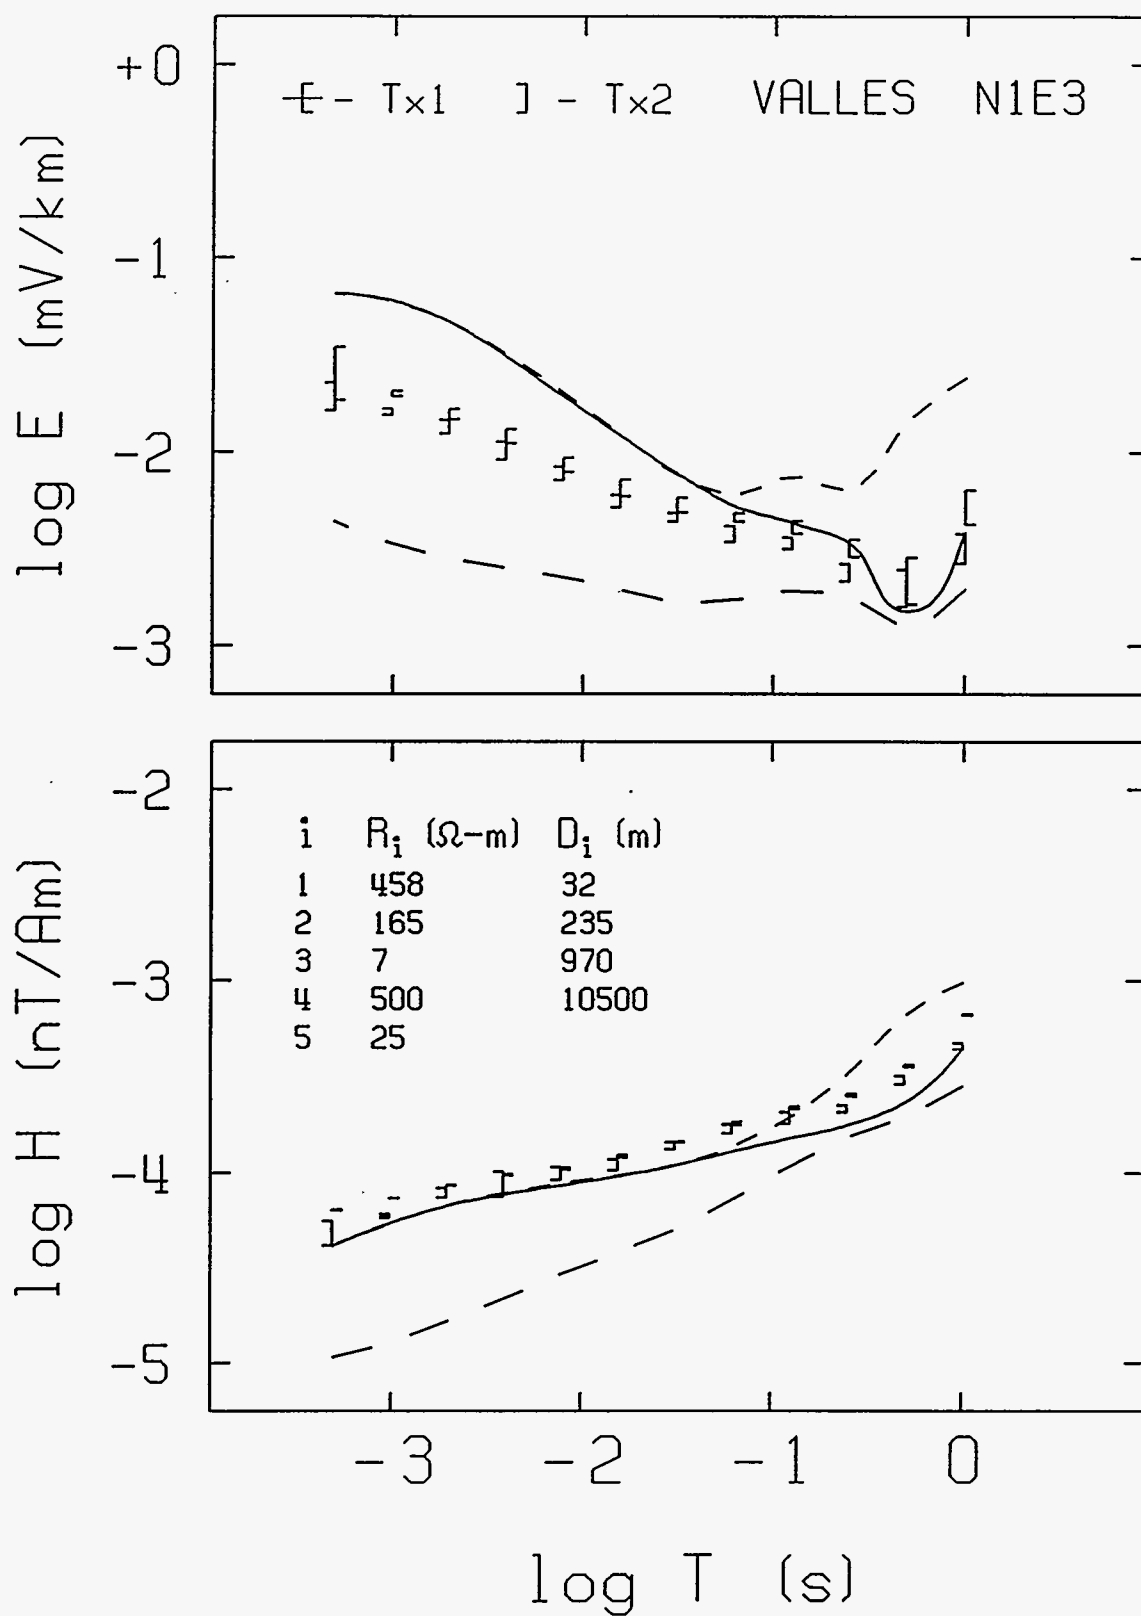 +0
-E - Tx1 ] - Tx2 VALLES N1E3
-1
-2
-3
log E (mV/km)
-2
i R_i (Ω-m) D_i (m)
1 458 32
2 165 235
3 7 970
4 500 10500
5 25
-3
-4
-5
log H (nT/Am)
-3 -2 -1 0
log T (s)